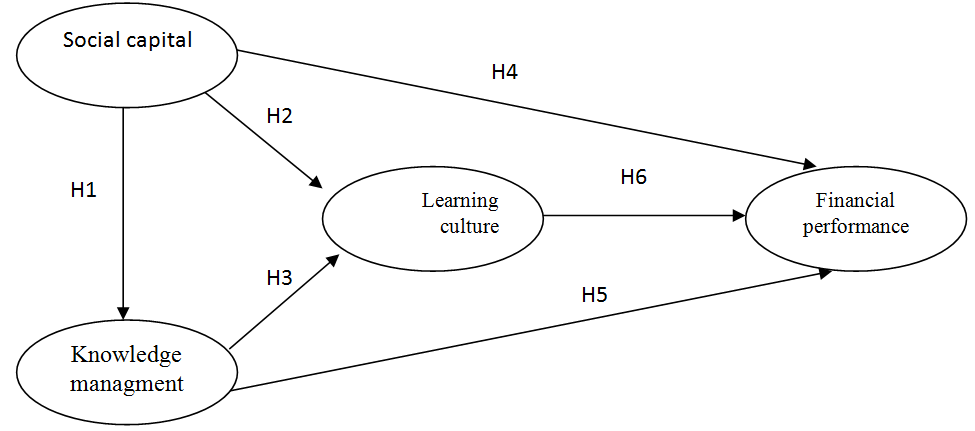 Social capital
H4
H2
H1
H6
Learning
culture
Financial
performance
H3
H5
Knowledge
managment